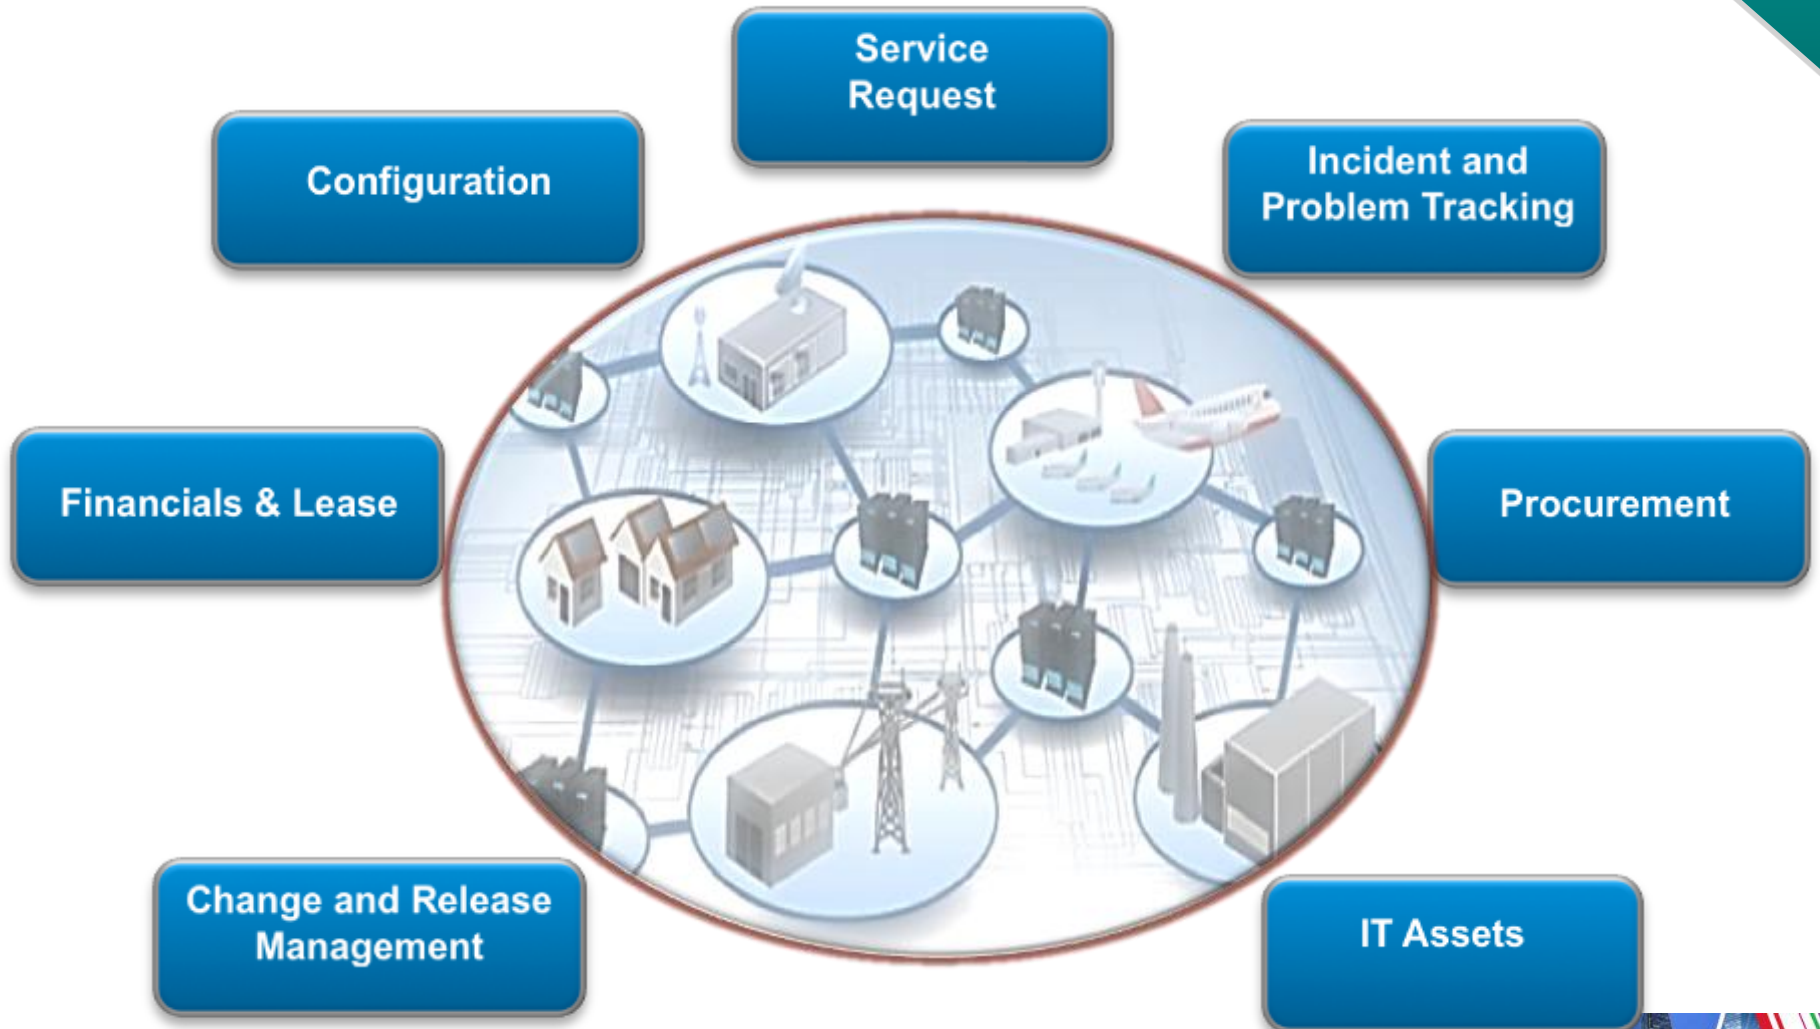 Service
Request
Configuration
Incident and
Problem Tracking
Financials & Lease
Procurement
Change and Release
Management
IT Assets